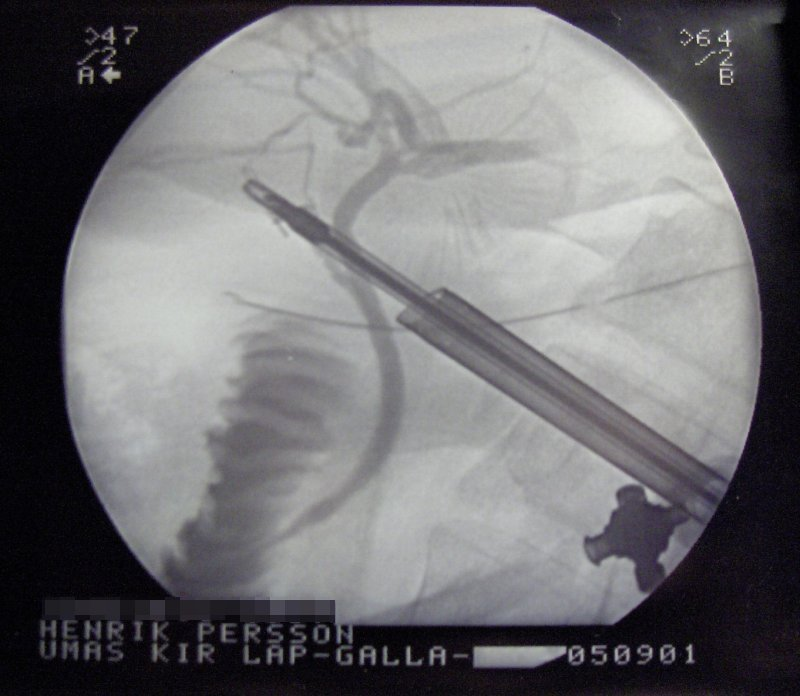 >47
/2
A←
>64
/2
B
HENRIK PERSSON
UMAS KIR LAP-GALLA-
050901